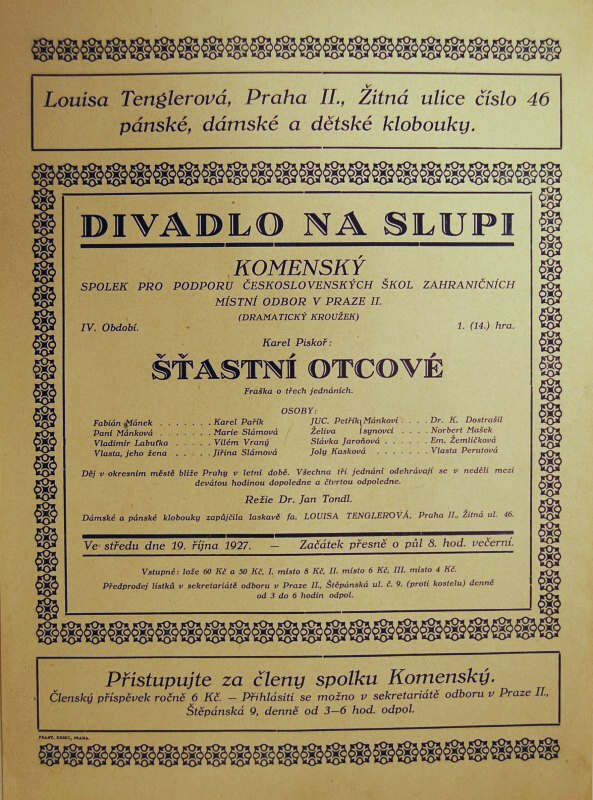 Louisa Tenglerová, Praha II., Žitná ulice číslo 46
pánské, dámské a dětské klobouky.
DIVADLO NA SLUPI
KOMENSKÝ
SPOLEK PRO PODPORU ČESKOSLOVENSKÝCH ŠKOL ZAHRANIČNÍCH
MÍSTNÍ ODBOR V PRAZE II.
(DRAMATICKÝ KROUŽEK)
IV. Období. 1. (14.) hra.
Karel Piskoř:
ŠŤASTNÍ OTCOVÉ
Fraška o třech jednáních.
OSOBY:
Fabián Mánek . . . . . . . Karel Pařík JUC. Petřík Mánkovi . . . Dr. K. Dostrašil
Paní Mánková . . . . . . . Marie Slámová Želiva synovci . . . . Norbert Mašek
Vladimír Labuťka . . . . . Vilém Vraný Slávka Jaroňová . . . . . Em. Žemličková
Vlasta, jeho žena . . . . . Jiřina Slámová Joly Kasková . . . . . . Vlasta Perutová
Děj v okresním městě blíže Prahy v letní době. Všechna tři jednání odehrávají se v neděli mezi
devátou hodinou dopoledne a čtvrtou odpoledne.
Režie Dr. Jan Tondl.
Dámské a pánské klobouky zapůjčila laskavě fa. LOUISA TENGLEROVÁ, Praha II., Žitná ul. 46.
Ve středu dne 19. října 1927. — Začátek přesně o půl 8. hod. večerní.
Vstupné: lože 60 Kč a 50 Kč, I. místo 8 Kč, II. místo 6 Kč, III. místo 4 Kč.
Předprodej lístků v sekretariátě odboru v Praze II., Štěpánská ul. č. 9. (proti kostelu) denně
od 3 do 6 hodin odpol.
Přistupujte za členy spolku Komenský.
Členský příspěvek ročně 6 Kč. — Přihlásiti se možno v sekretariátě odboru v Praze II.,
Štěpánská 9, denně od 3—6 hod. odpol.
PRAHA.